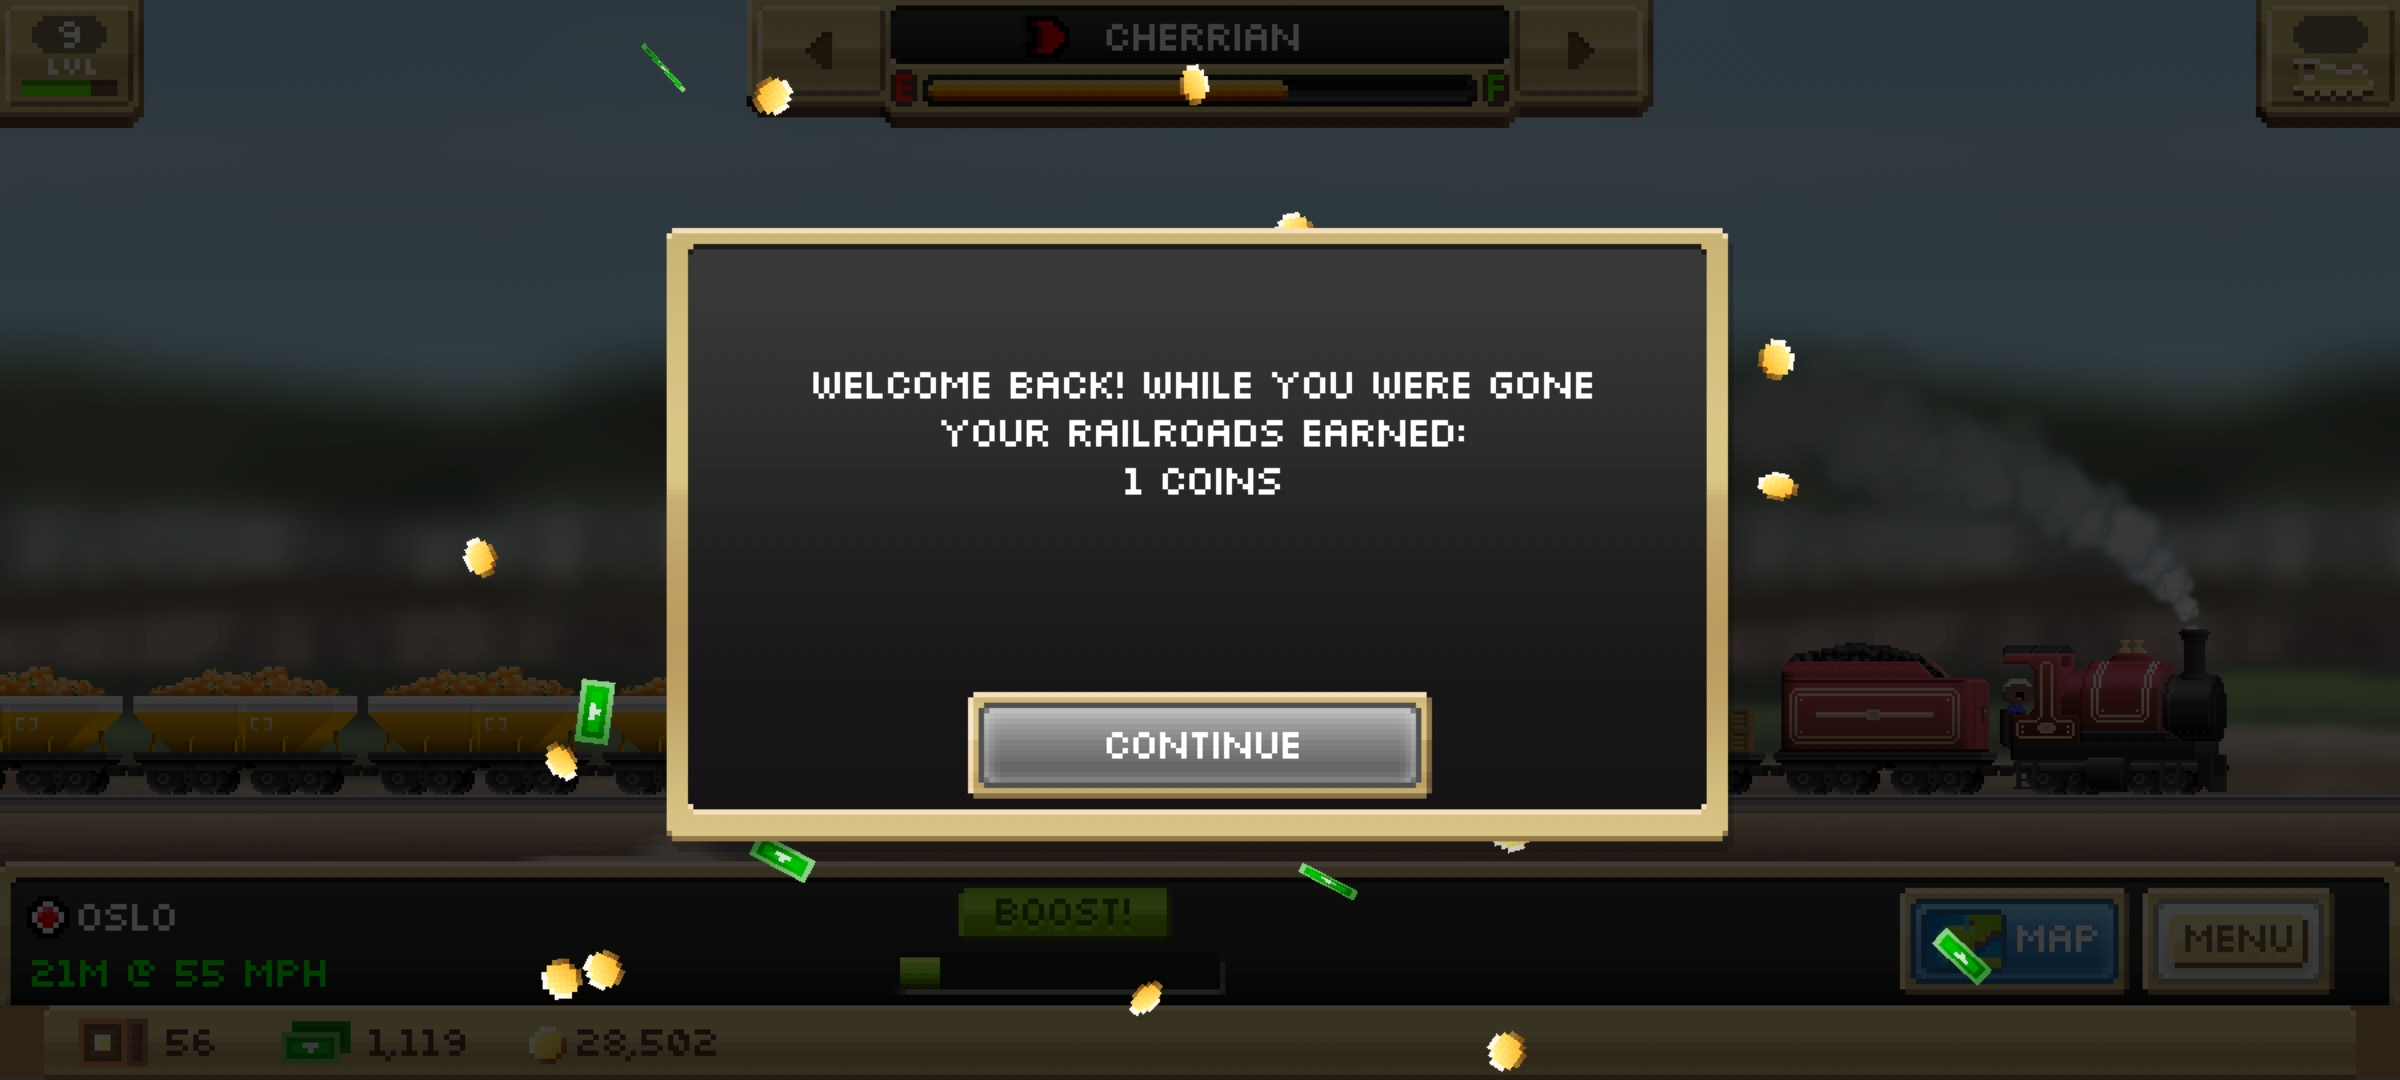 9
LVL
CHERRIAN
E
F
WELCOME BACK! WHILE YOU WERE GONE
YOUR RAILROADS EARNED:
1 COINS
CONTINUE
OSLO
21M @ 55 MPH
BOOST!
MAP
MENU
56
1,119
28,502